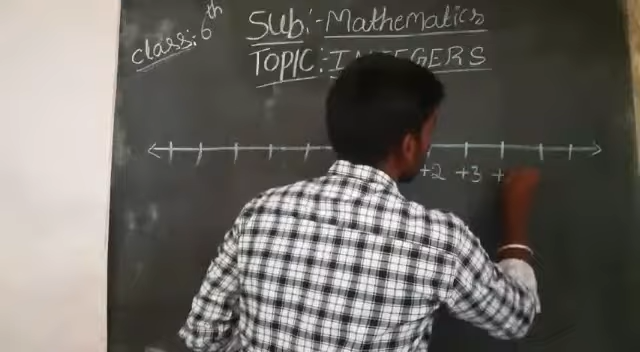 class: 6th
Sub:- Mathematics
TOPIC: INTEGERS
+2 +3 +